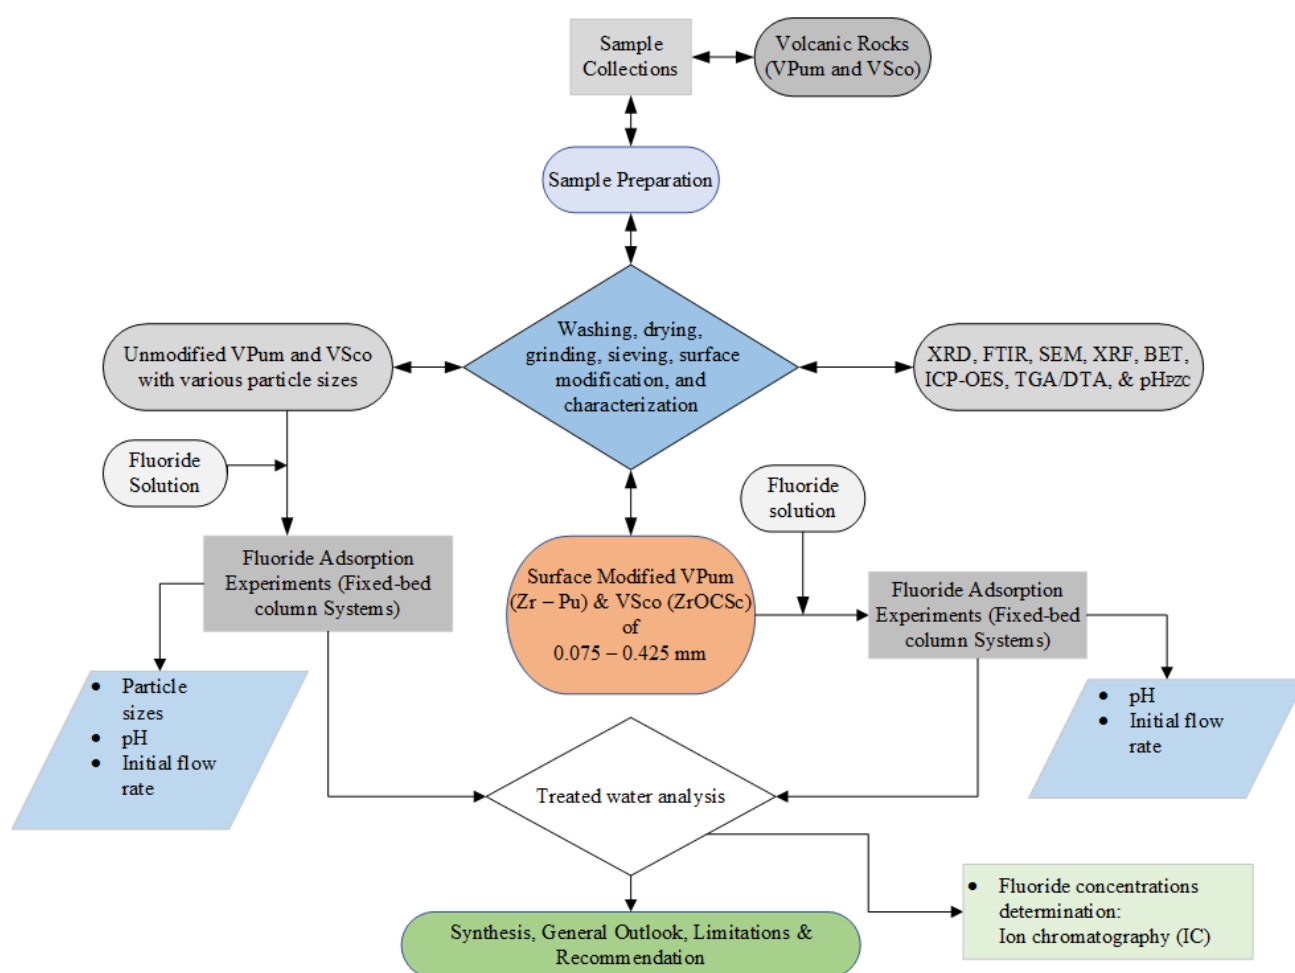 Sample
Collections
Volcanic Rocks
(VPum and VSco)
Sample Preparation
Washing, drying,
grinding, sieving, surface
modification, and
characterization
Unmodified VPum and VSco
with various particle sizes
XRD, FTIR, SEM, XRF, BET,
ICP-OES, TGA/DTA, & pHPZC
Fluoride
Solution
Fluoride
solution
Fluoride Adsorption
Experiments (Fixed-bed
column Systems)
Surface Modified VPum
(Zr – Pu) & VSco (ZrOCSc)
of
0.075 – 0.425 mm
Fluoride Adsorption
Experiments (Fixed-bed
column Systems)
• Particle
sizes
• pH
• Initial flow
rate
• pH
• Initial flow
rate
Treated water analysis
• Fluoride concentrations
determination:
Ion chromatography (IC)
Synthesis, General Outlook, Limitations &
Recommendation